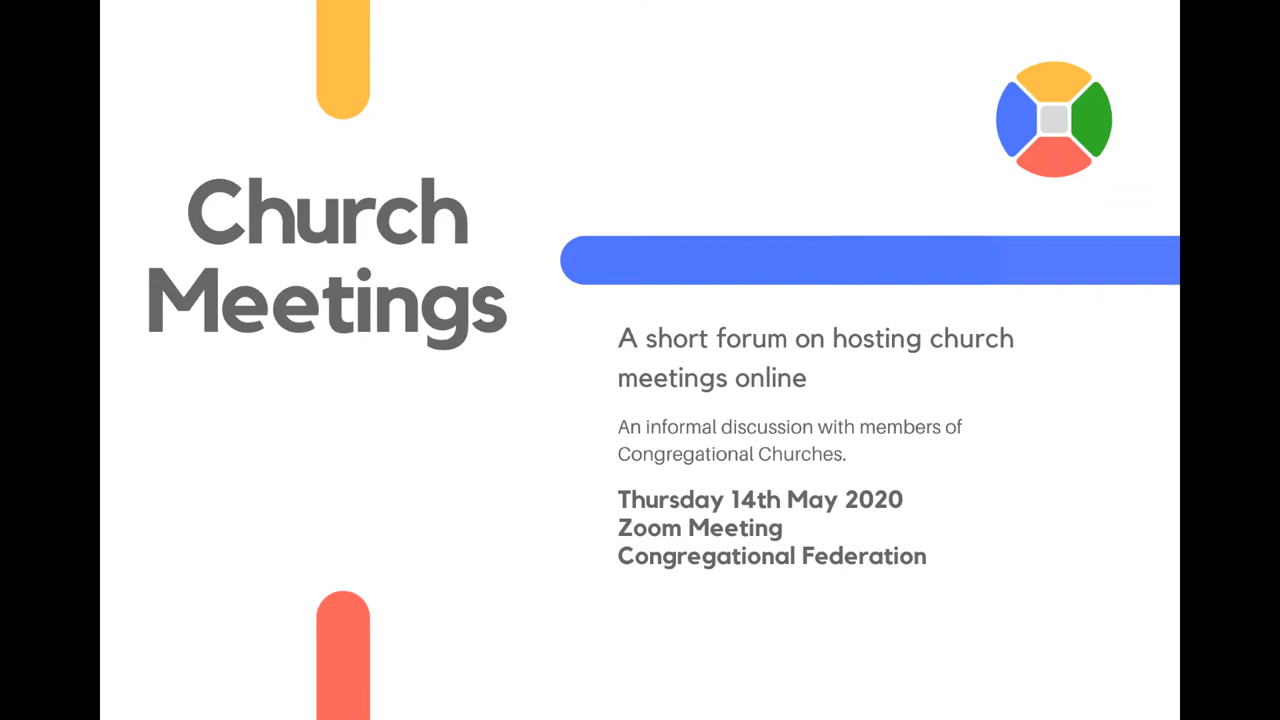 Church
Meetings
A short forum on hosting church
meetings online
An informal discussion with members of
Congregational Churches.
Thursday 14th May 2020
Zoom Meeting
Congregational Federation